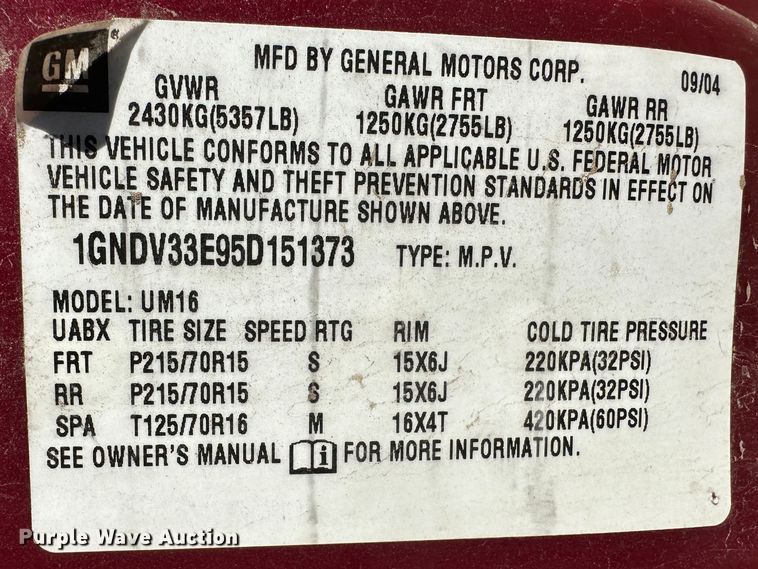 GM
MFD BY GENERAL MOTORS CORP.
09/04
GVWR GAWR FRT GAWR RR
2430KG(5357LB) 1250KG(2755LB) 1250KG(2755LB)
THIS VEHICLE CONFORMS TO ALL APPLICABLE U.S. FEDERAL MOTOR
VEHICLE SAFETY AND THEFT PREVENTION STANDARDS IN EFFECT ON
THE DATE OF MANUFACTURE SHOWN ABOVE.
1GNDV33E95D151373 TYPE: M.P.V.
MODEL: UM16
UABX TIRE SIZE SPEED RTG RIM COLD TIRE PRESSURE
FRT P215/70R15 S 15X6J 220KPA(32PSI)
RR P215/70R15 S 15X6J 220KPA(32PSI)
SPA T125/70R16 M 16X4T 420KPA(60PSI)
SEE OWNER'S MANUAL i FOR MORE INFORMATION.
Purple Wave Auction